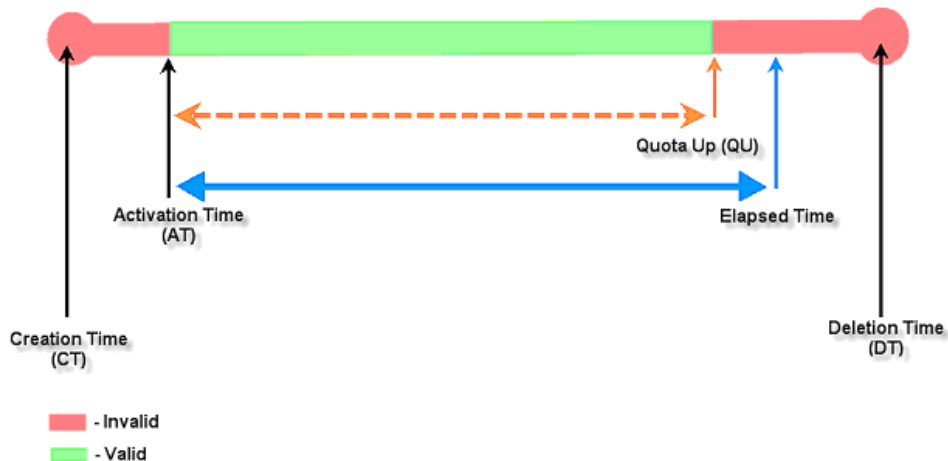 Quota Up (QU)
Activation Time
(AT)
Elapsed Time
Creation Time
(CT)
Deletion Time
(DT)
- Invalid
- Valid